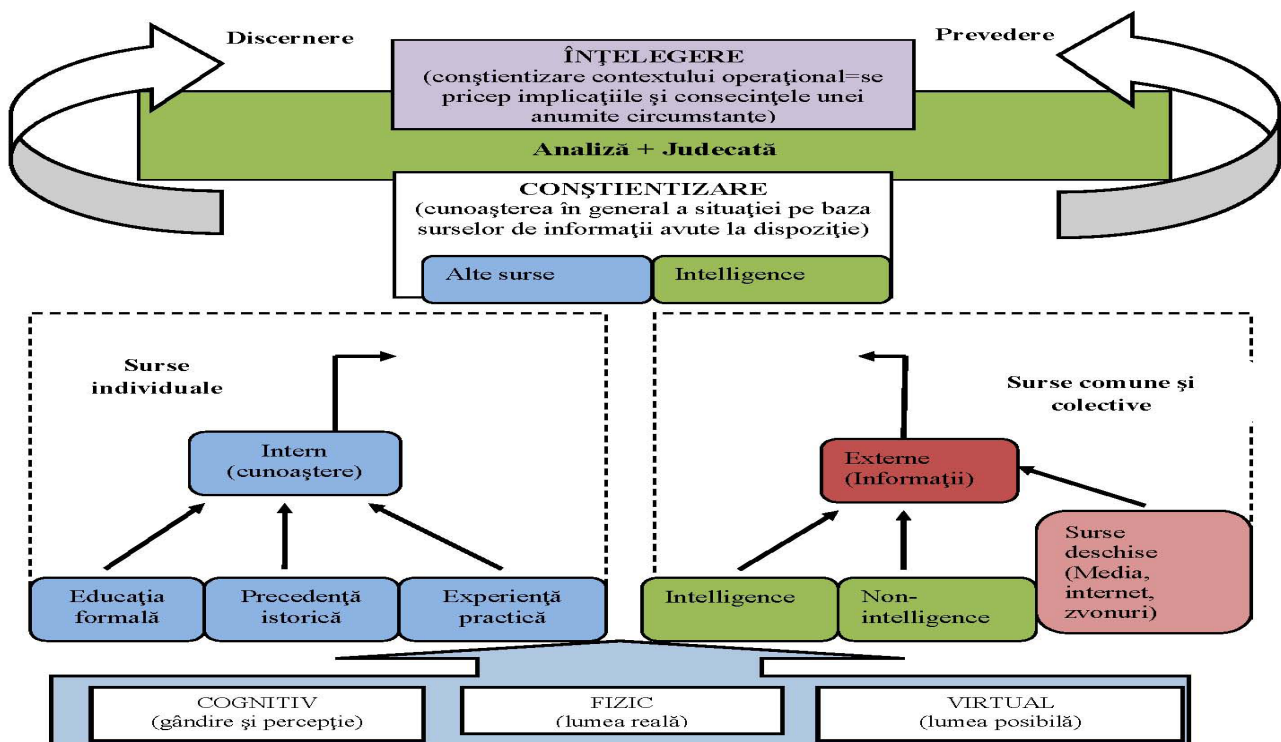 Discernere
Prevedere
ÎNŢELEGERE
(conştientizare contextului operaţional=se
pricep implicaţiile şi consecinţele unei
anumite circumstanţe)
Analiză + Judecată
CONŞTIENTIZARE
(cunoaşterea în general a situaţiei pe baza
surselor de informaţii avute la dispoziţie)
Alte surse
Intelligence
Surse
individuale
Intern
(cunoaştere)
Educaţia
formală
Precedenţă
istorică
Experienţă
practică
Surse comune şi
colective
Externe
(Informaţii)
Intelligence
Non-
intelligence
Surse
deschise
(Media,
internet,
zvonuri)
COGNITIV
(gândire şi percepţie)
FIZIC
(lumea reală)
VIRTUAL
(lumea posibilă)